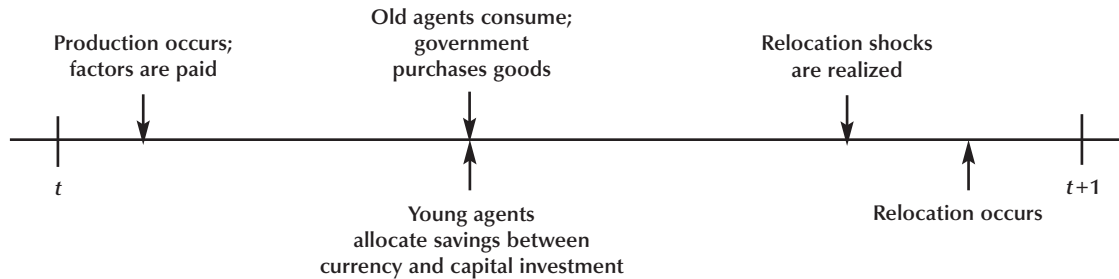 Production occurs;
factors are paid
Old agents consume;
government
purchases goods
Relocation shocks
are realized
t
t+1
Young agents
allocate savings between
currency and capital investment
Relocation occurs